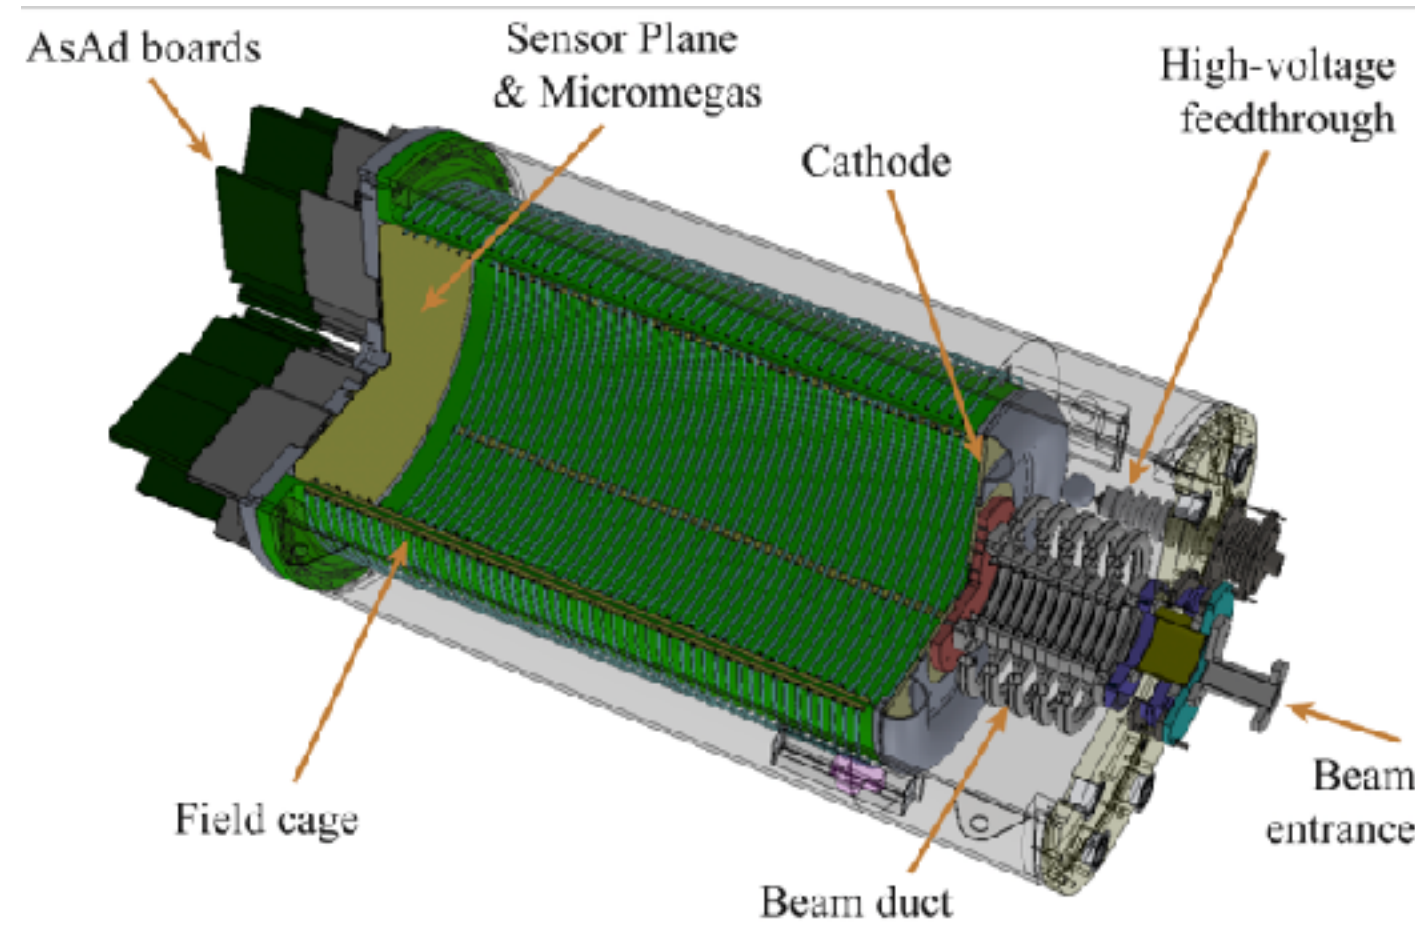 AsAd boards
Sensor Plane
& Micromegas
High-voltage
feedthrough
Cathode
Field cage
Beam duct
Beam
entrance